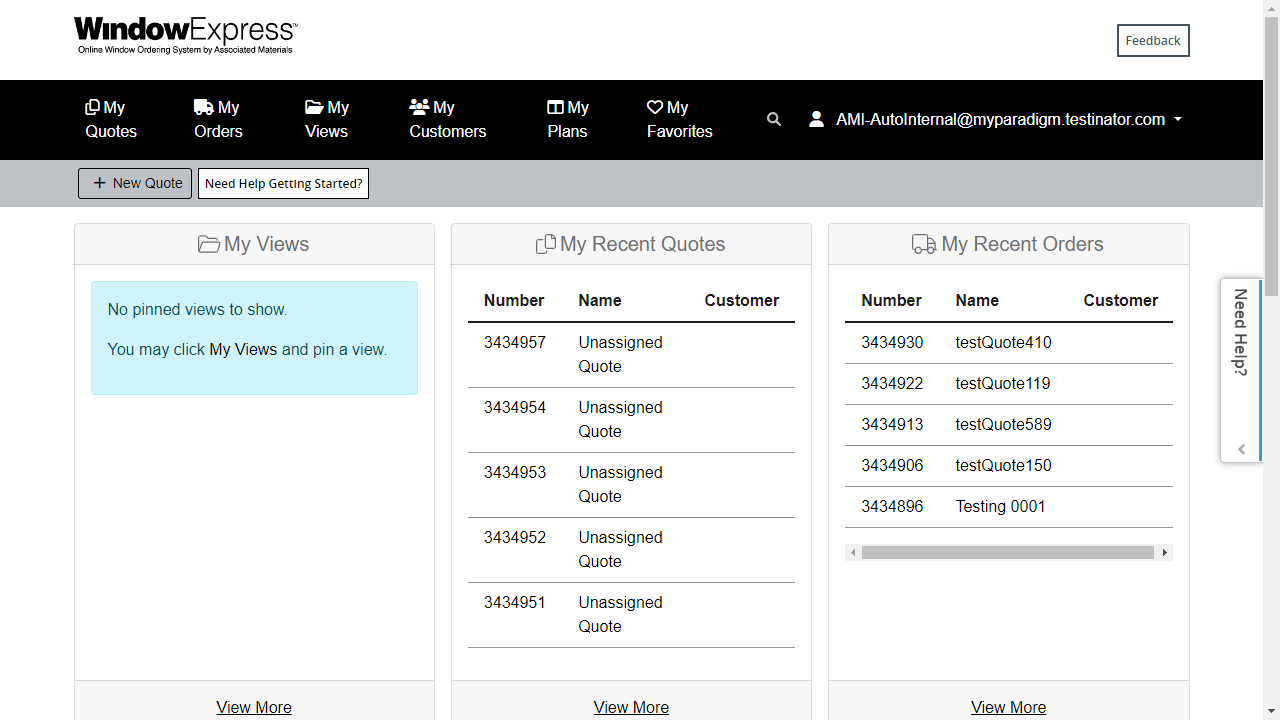 WindowExpress™
Online Window Ordering System by Associated Materials
Feedback
My Quotes
My Orders
My Views
My Customers
My Plans
My Favorites
AMI-AutoInternal@myparadigm.testinator.com
+ New Quote
Need Help Getting Started?
My Views
No pinned views to show.
You may click My Views and pin a view.
View More
My Recent Quotes
Number Name Customer
3434957 Unassigned Quote
3434954 Unassigned Quote
3434953 Unassigned Quote
3434952 Unassigned Quote
3434951 Unassigned Quote
View More
My Recent Orders
Number Name Customer
3434930 testQuote410
3434922 testQuote119
3434913 testQuote589
3434906 testQuote150
3434896 Testing 0001
View More
Need Help?